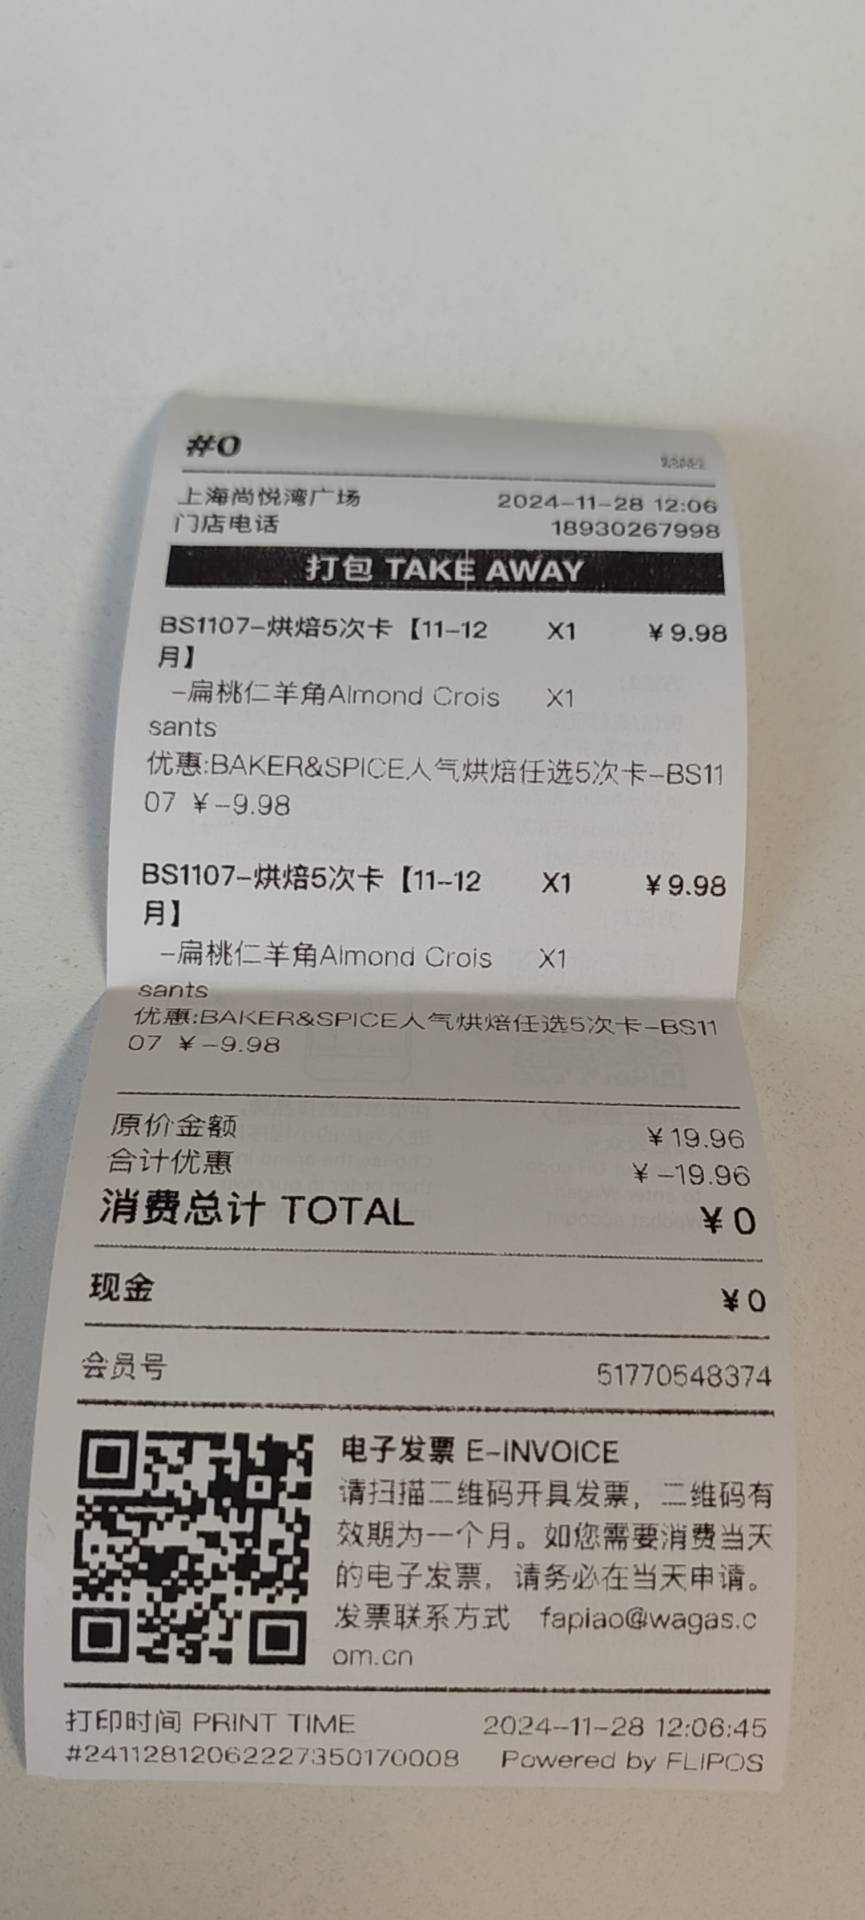 #0
上海尚悦湾广场 2024-11-28 12:06
门店电话 18930267998
打包 TAKE AWAY
BS1107-烘焙5次卡【11-12 X1 ¥9.98
月】
-扁桃仁羊角Almond Crois X1
sants
优惠:BAKER&SPICE人气烘焙任选5次卡-BS11
07 ¥-9.98
BS1107-烘焙5次卡【11-12 X1 ¥9.98
月】
-扁桃仁羊角Almond Crois X1
sants
优惠:BAKER&SPICE人气烘焙任选5次卡-BS11
07 ¥-9.98
原价金额 ¥19.96
合计优惠 ¥-19.96
消费总计 TOTAL ¥0
现金 ¥0
会员号 51770548374
电子发票 E-INVOICE
请扫描二维码开具发票，二维码有
效期为一个月。如您需要消费当天
的电子发票，请务必在当天申请。
发票联系方式 fapiao@wagas.c
om.cn
打印时间 PRINT TIME 2024-11-28 12:06:45
#241128120622273501​70008 Powered by FLIPOS